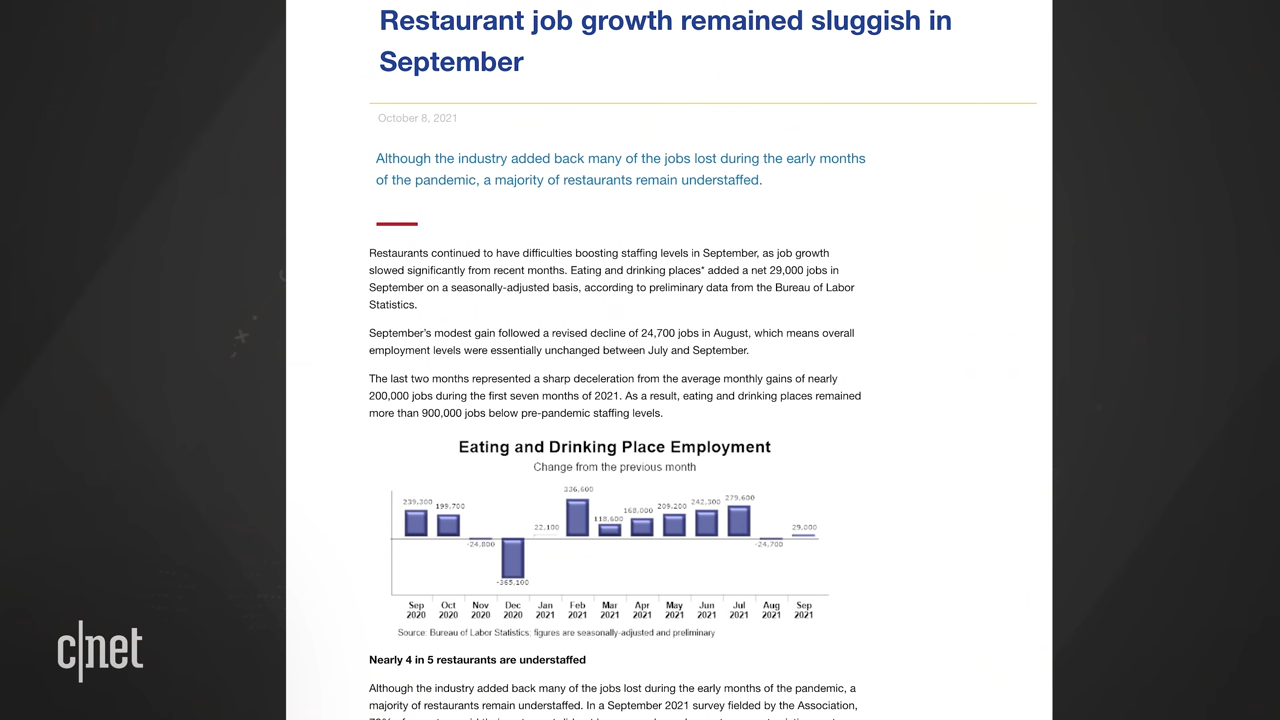 Restaurant job growth remained sluggish in
September
October 8, 2021
Although the industry added back many of the jobs lost during the early months
of the pandemic, a majority of restaurants remain understaffed.
Restaurants continued to have difficulties boosting staffing levels in September, as job growth
slowed significantly from recent months. Eating and drinking places* added a net 29,000 jobs in
September on a seasonally-adjusted basis, according to preliminary data from the Bureau of Labor
Statistics.
September's modest gain followed a revised decline of 24,700 jobs in August, which means overall
employment levels were essentially unchanged between July and September.
The last two months represented a sharp deceleration from the average monthly gains of nearly
200,000 jobs during the first seven months of 2021. As a result, eating and drinking places remained
more than 900,000 jobs below pre-pandemic staffing levels.
Eating and Drinking Place Employment
Change from the previous month
239,300 199,700 -24,800 -365,100 22,100 336,600 118,600 168,000 209,200 242,300 279,600 -24,700 29,000
Sep Oct Nov Dec Jan Feb Mar Apr May Jun Jul Aug Sep
2020 2020 2020 2020 2021 2021 2021 2021 2021 2021 2021 2021 2021
Source: Bureau of Labor Statistics; figures are seasonally-adjusted and preliminary
Nearly 4 in 5 restaurants are understaffed
Although the industry added back many of the jobs lost during the early months of the pandemic, a
majority of restaurants remain understaffed. In a September 2021 survey fielded by the Association,
c|net